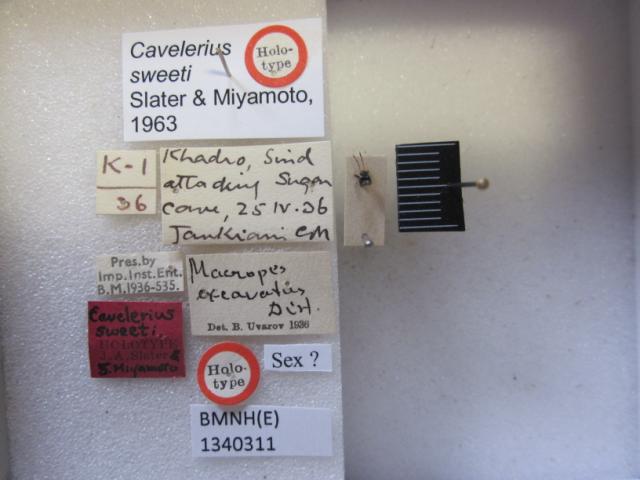 Cavelerius
sweeti
Slater & Miyamoto,
1963
Holo-
type
K-1
36
Khadro, Sind
attacking Sugar
cane, 25 IV.36
Jankiani CM
Pres.by
Imp.Inst.Ent.
B.M.1936-535.
Macropes
excavatus
Dist.
Det. B. Uvarov 1936
Cavelerius
sweeti,
HOLOTYPE
J.A. Slater &
S. Miyamoto
Holo-
type
Sex ?
BMNH(E)
1340311